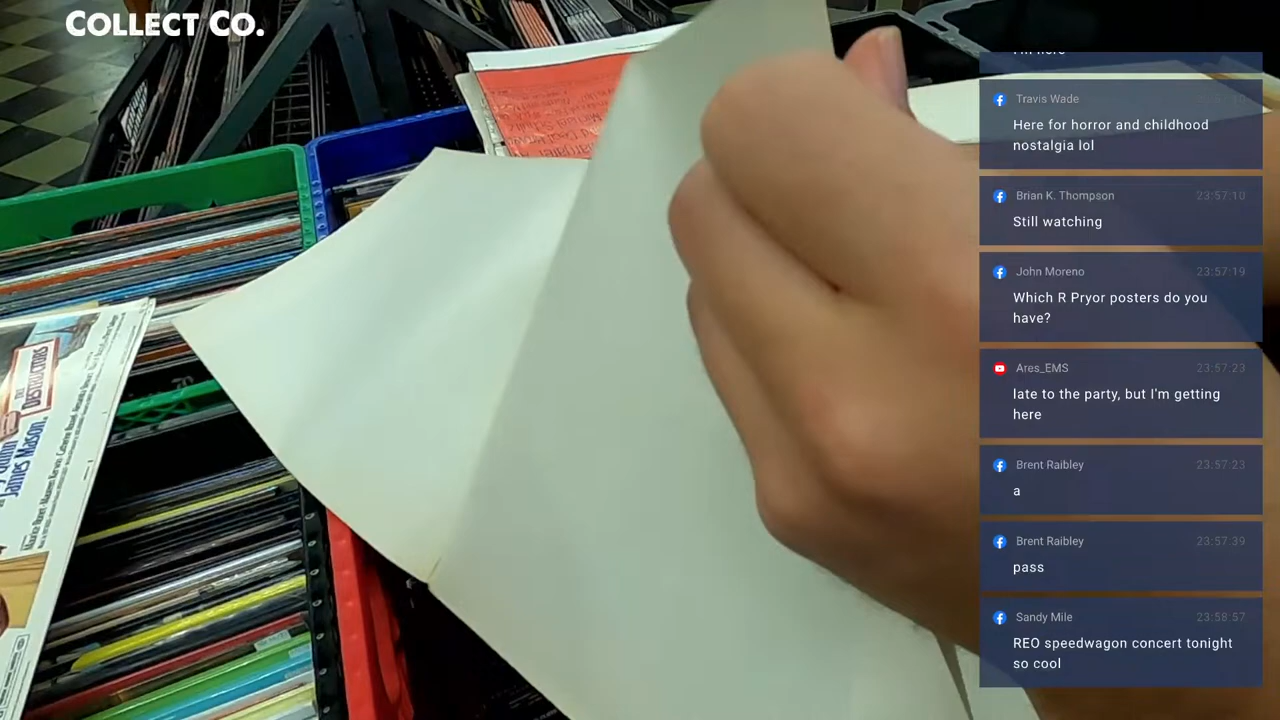 COLLECT CO.
THE
DESTRUCTORS
James Mason.
Travis Wade
Here for horror and childhood
nostalgia lol
Brian K. Thompson 23:57:10
Still watching
John Moreno 23:57:19
Which R Pryor posters do you
have?
Ares_EMS 23:57:23
late to the party, but I'm getting
here
Brent Raibley 23:57:23
a
Brent Raibley 23:57:39
pass
Sandy Mile 23:58:57
REO speedwagon concert tonight
so cool